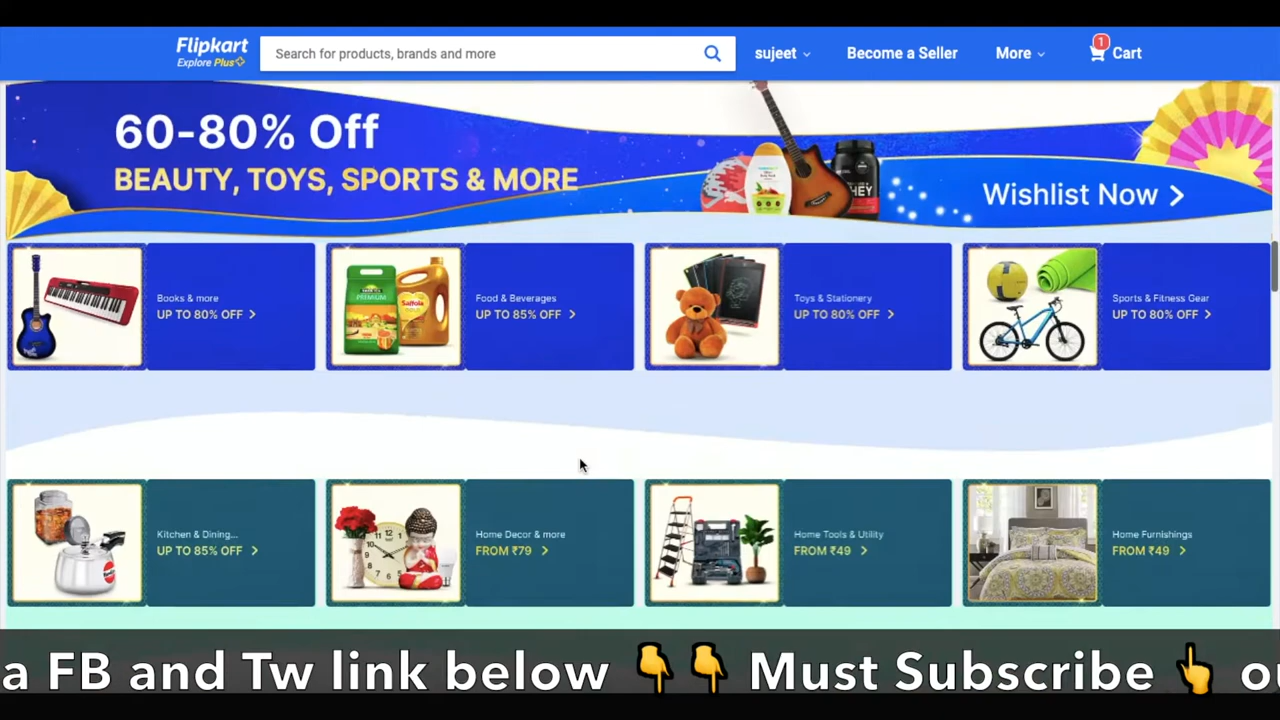 Flipkart
Explore Plus
Search for products, brands and more
sujeet
Become a Seller
More
1
Cart
60-80% Off
BEAUTY, TOYS, SPORTS & MORE
WHEY
Wishlist Now
Books & more
UP TO 80% OFF
Food & Beverages
UP TO 85% OFF
Toys & Stationery
UP TO 80% OFF
Sports & Fitness Gear
UP TO 80% OFF
PREMIUM
Saffola
Kitchen & Dining...
UP TO 85% OFF
Home Decor & more
FROM ₹79
Home Tools & Utility
FROM ₹49
Home Furnishings
FROM ₹49
a FB and Tw link below 👇👇 Must Subscribe 👆 ou